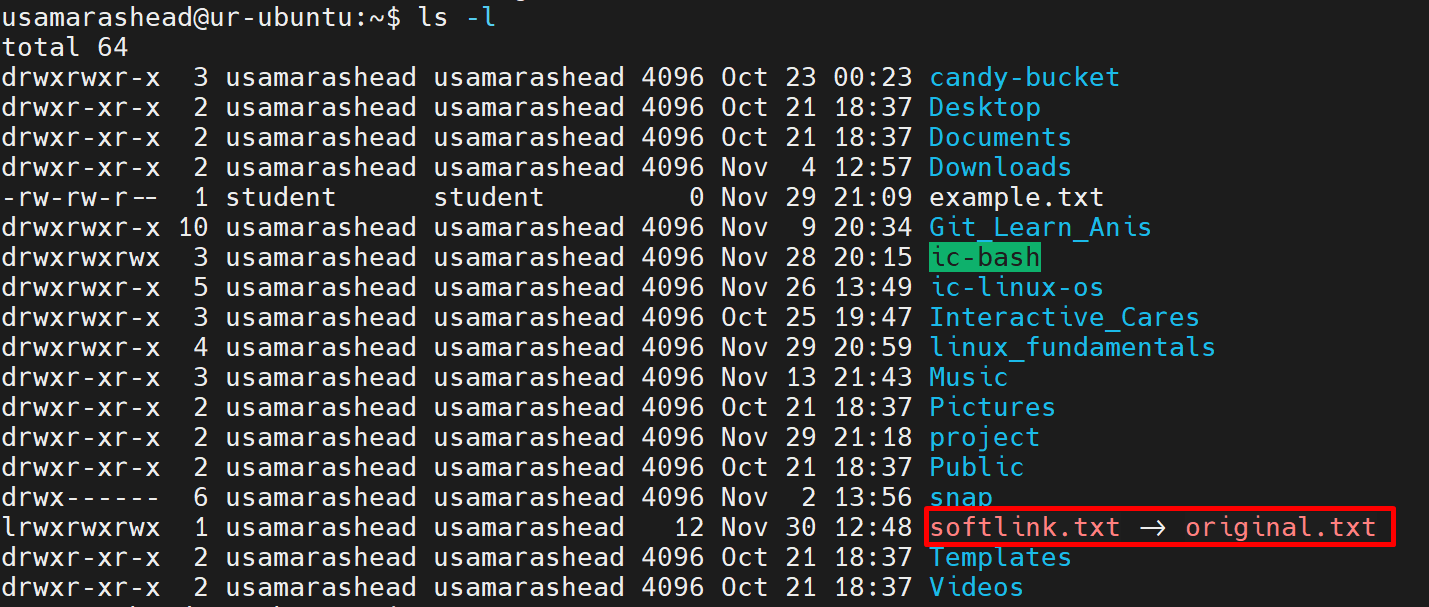 usamarashead@ur-ubuntu:~$ ls -l
total 64
drwxrwxr-x  3 usamarashead usamarashead 4096 Oct 23 00:23 candy-bucket
drwxr-xr-x  2 usamarashead usamarashead 4096 Oct 21 18:37 Desktop
drwxr-xr-x  2 usamarashead usamarashead 4096 Oct 21 18:37 Documents
drwxr-xr-x  2 usamarashead usamarashead 4096 Nov  4 12:57 Downloads
-rw-rw-r--  1 student      student         0 Nov 29 21:09 example.txt
drwxrwxr-x 10 usamarashead usamarashead 4096 Nov  9 20:34 Git_Learn_Anis
drwxrwxrwx  3 usamarashead usamarashead 4096 Nov 28 20:15 ic-bash
drwxrwxr-x  5 usamarashead usamarashead 4096 Nov 26 13:49 ic-linux-os
drwxrwxr-x  3 usamarashead usamarashead 4096 Oct 25 19:47 Interactive_Cares
drwxrwxr-x  4 usamarashead usamarashead 4096 Nov 29 20:59 linux_fundamentals
drwxr-xr-x  3 usamarashead usamarashead 4096 Nov 13 21:43 Music
drwxr-xr-x  2 usamarashead usamarashead 4096 Oct 21 18:37 Pictures
drwxr-xr-x  2 usamarashead usamarashead 4096 Nov 29 21:18 project
drwxr-xr-x  2 usamarashead usamarashead 4096 Oct 21 18:37 Public
drwx------  6 usamarashead usamarashead 4096 Nov  2 13:56 snap
lrwxrwxrwx  1 usamarashead usamarashead   12 Nov 30 12:48 softlink.txt -> original.txt
drwxr-xr-x  2 usamarashead usamarashead 4096 Oct 21 18:37 Templates
drwxr-xr-x  2 usamarashead usamarashead 4096 Oct 21 18:37 Videos